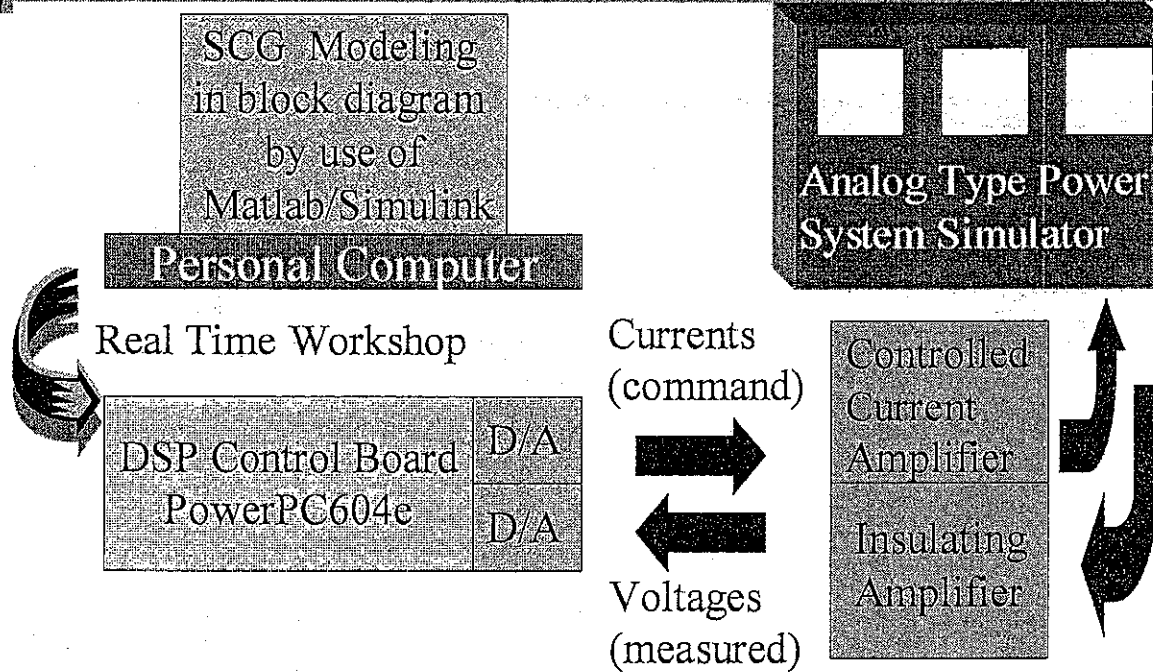 SCG Modeling
in block diagram
by use of
Matlab/Simulink
Personal Computer
Analog Type Power
System Simulator
Real Time Workshop
Currents
(command)
Controlled
Current
Amplifier
DSP Control Board
PowerPC604e
D/A
D/A
Insulating
Amplifier
Voltages
(measured)